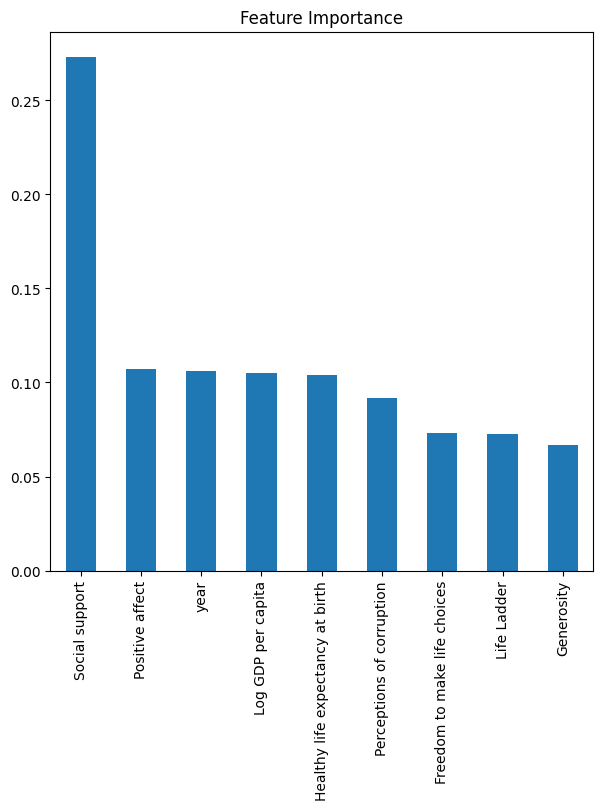 Feature Importance
0.25
0.20
0.15
0.10
0.05
0.00
Social support
Positive affect
year
Log GDP per capita
Healthy life expectancy at birth
Perceptions of corruption
Freedom to make life choices
Life Ladder
Generosity